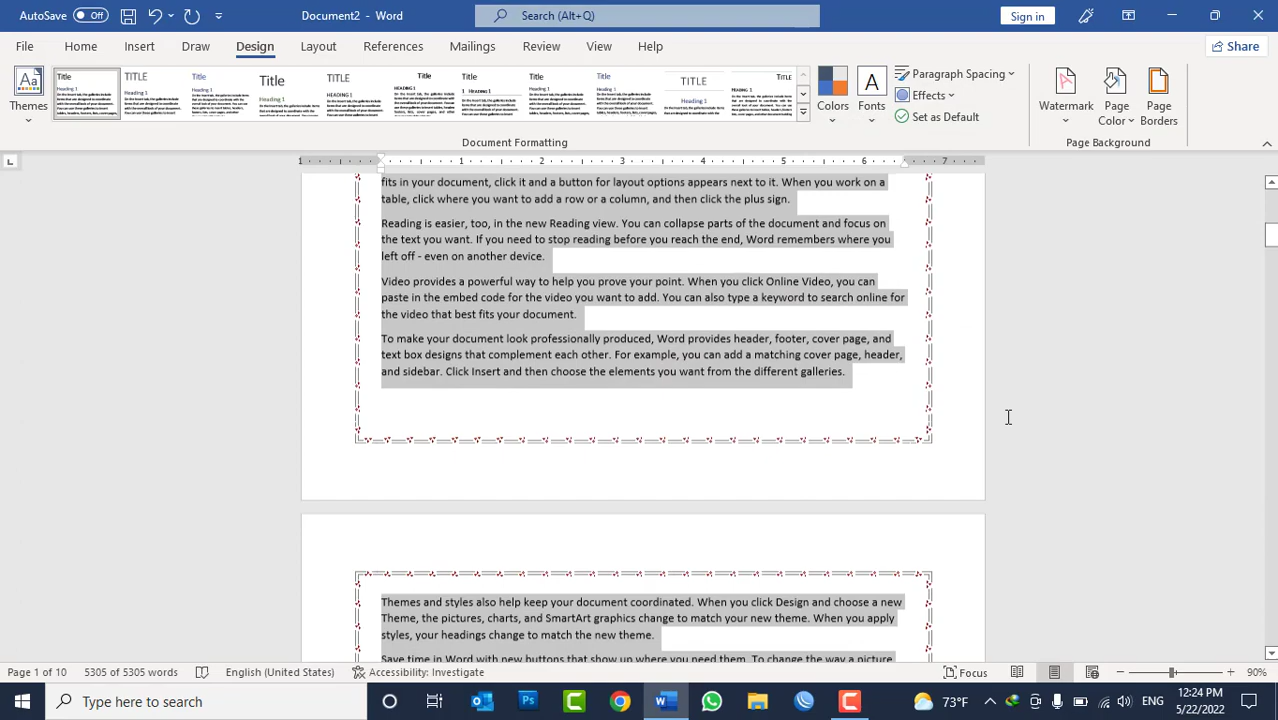 AutoSave Off Document2 - Word Search (Alt+Q) Sign in
File Home Insert Draw Design Layout References Mailings Review View Help Share
Themes
Title
Heading 1
TITLE
Heading 1
Title
Heading 1
Title
Heading 1
TITLE
Heading 1
Title
Title
1 Heading 1
Title
Title
Heading 1
TITLE
Heading 1
TITLE
Colors
Fonts
Paragraph Spacing
Effects
Set as Default
Watermark
Page
Color
Page
Borders
Document Formatting Page Background
1 1 2 3 4 5 6 7
fits in your document, click it and a button for layout options appears next to it. When you work on a
table, click where you want to add a row or a column, and then click the plus sign.
Reading is easier, too, in the new Reading view. You can collapse parts of the document and focus on
the text you want. If you need to stop reading before you reach the end, Word remembers where you
left off - even on another device.
Video provides a powerful way to help you prove your point. When you click Online Video, you can
paste in the embed code for the video you want to add. You can also type a keyword to search online for
the video that best fits your document.
To make your document look professionally produced, Word provides header, footer, cover page, and
text box designs that complement each other. For example, you can add a matching cover page, header,
and sidebar. Click Insert and then choose the elements you want from the different galleries.
Themes and styles also help keep your document coordinated. When you click Design and choose a new
Theme, the pictures, charts, and SmartArt graphics change to match your new theme. When you apply
styles, your headings change to match the new theme.
Save time in Word with new buttons that show up where you need them. To change the way a picture
Page 1 of 10 5305 of 5305 words English (United States) Accessibility: Investigate Focus 90%
Type here to search 73°F ENG 12:24 PM
5/22/2022